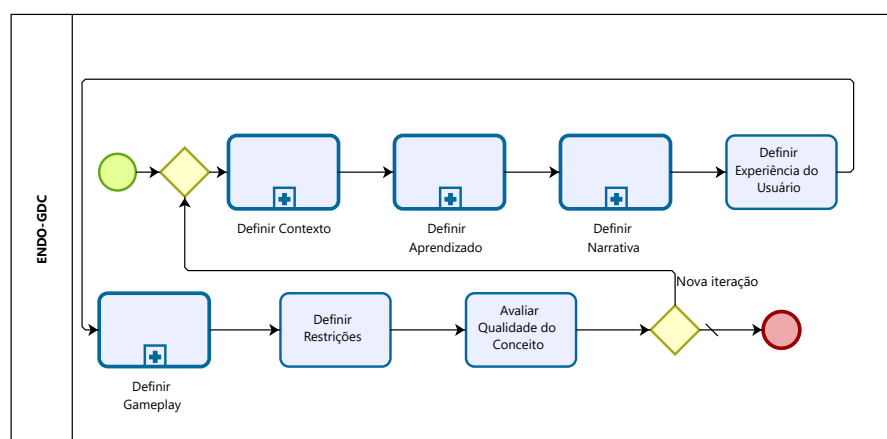 ENDO-GDC
Definir Contexto
Definir
Aprendizado
Definir
Narrativa
Definir
Experiência do
Usuário
Nova iteração
Definir
Gameplay
Definir
Restrições
Avaliar
Qualidade do
Conceito